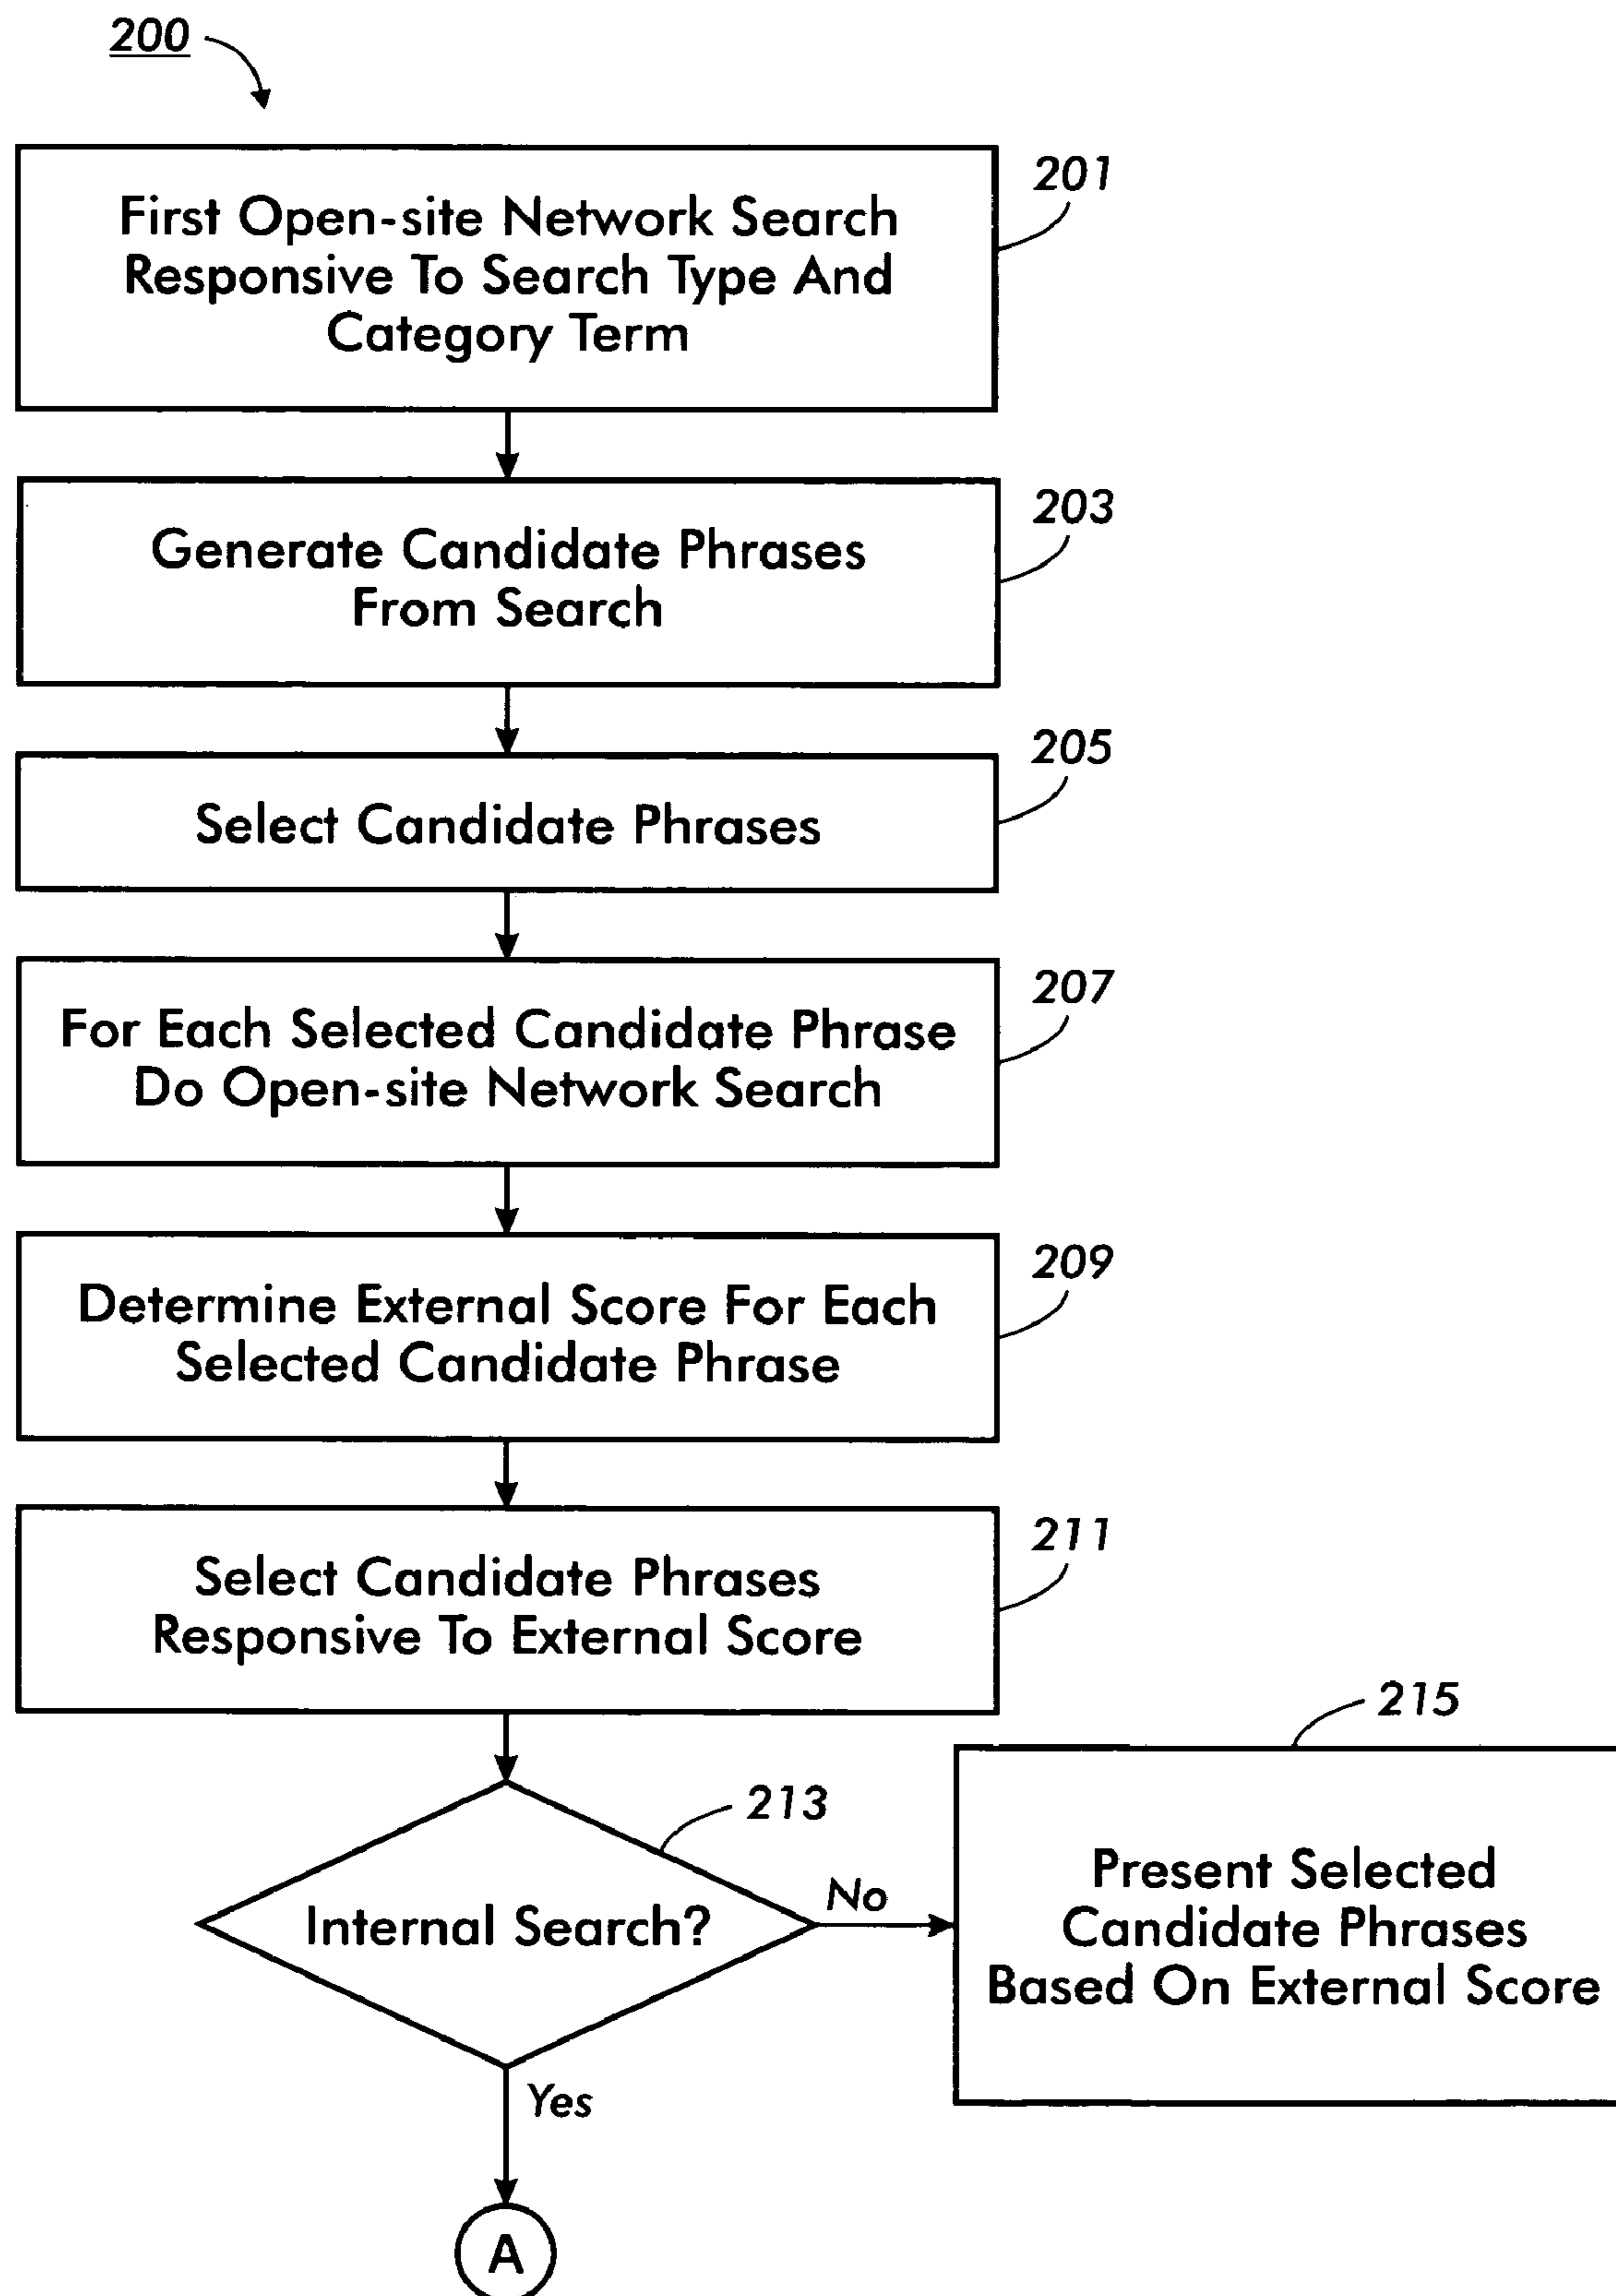 200
201
First Open-site Network Search
Responsive To Search Type And
Category Term
203
Generate Candidate Phrases
From Search
205
Select Candidate Phrases
207
For Each Selected Candidate Phrase
Do Open-site Network Search
209
Determine External Score For Each
Selected Candidate Phrase
211
Select Candidate Phrases
Responsive To External Score
213
Internal Search?
No
215
Present Selected
Candidate Phrases
Based On External Score
Yes
A